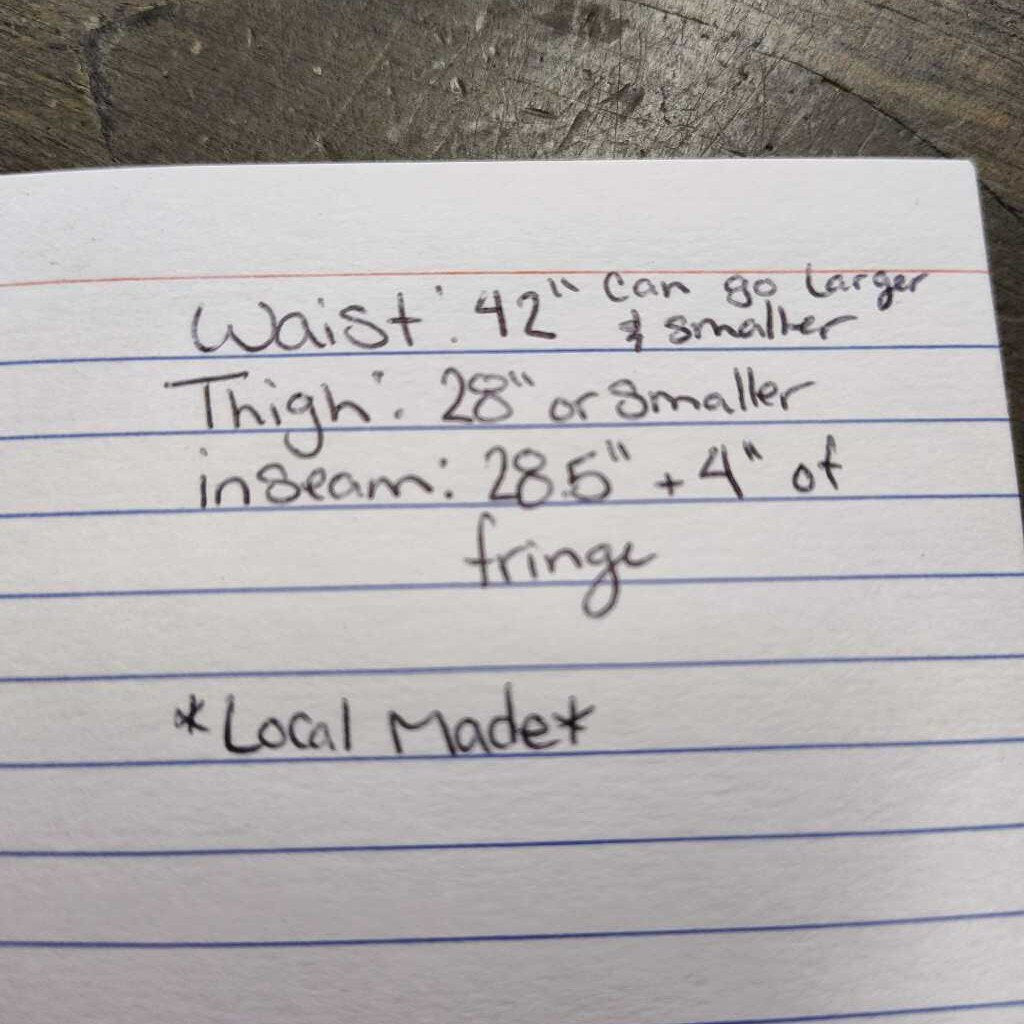 Waist: 42" Can go larger
& smaller
Thigh: 28" or smaller
inseam: 28.5" + 4" of
fringe
*Local Made*